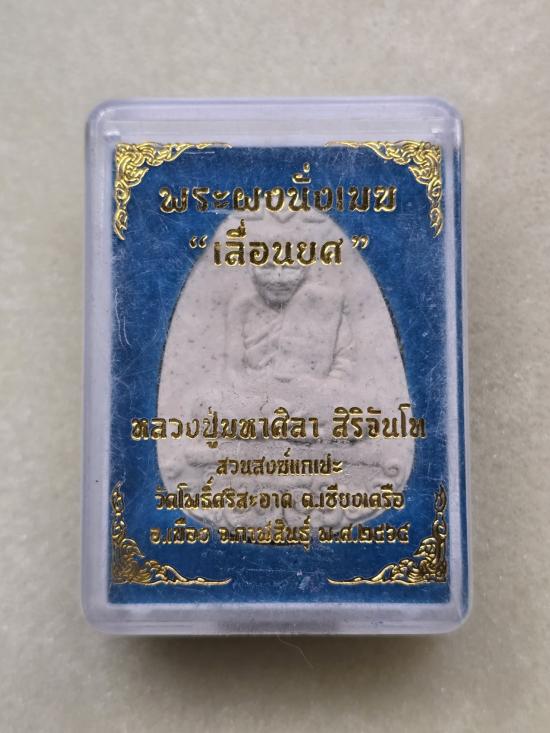 พระผงนั่งเมฆ
“เลื่อนยศ”
หลวงปู่มหาศิลา สิริจันโท
สวนสงฆ์แกเปะ
วัดโพธิ์ศรีสะอาด ต.เชียงเครือ
อ.เมือง จ.กาฬสินธุ์ พ.ศ.๒๕๖๔